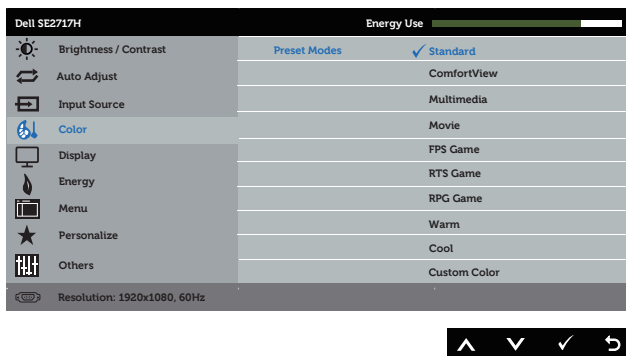 Dell SE2717H Energy Use
Brightness / Contrast Preset Modes Standard
Auto Adjust ComfortView
Input Source Multimedia
Color Movie
Display FPS Game
Energy RTS Game
Menu RPG Game
Personalize Warm
Cool
Others Custom Color
Resolution: 1920x1080, 60Hz